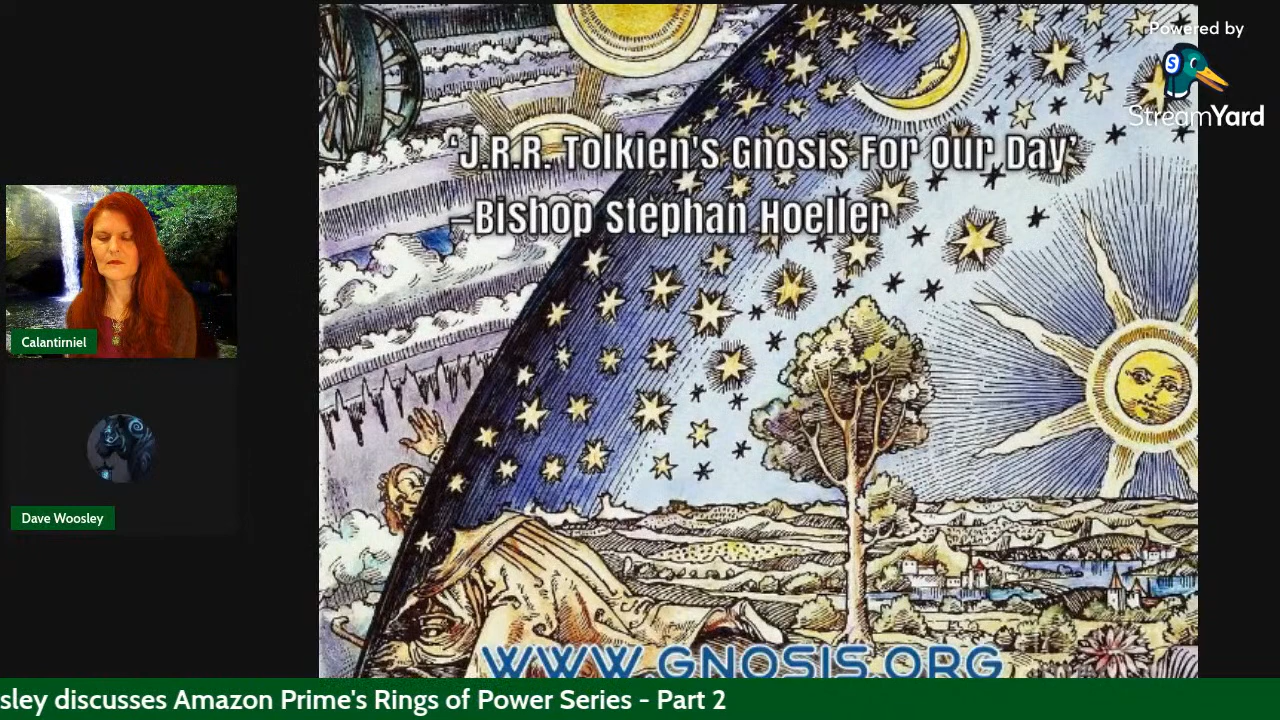 Powered by
StreamYard
'J.R.R. Tolkien's Gnosis For Our Day'
–Bishop Stephan Hoeller
Calantirniel
Dave Woosley
WWW.GNOSIS.ORG
sley discusses Amazon Prime's Rings of Power Series - Part 2